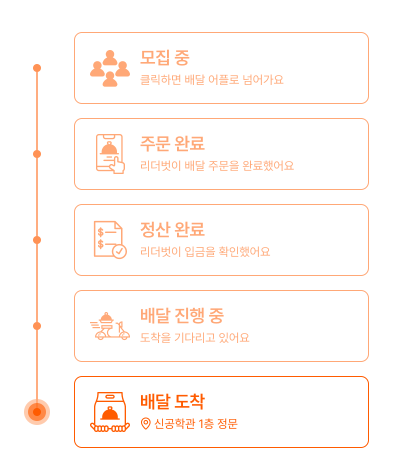 모집 중
클릭하면 배달 어플로 넘어가요
주문 완료
리더벗이 배달 주문을 완료했어요
정산 완료
리더벗이 입금을 확인했어요
배달 진행 중
도착을 기다리고 있어요
배달 도착
신공학관 1층 정문